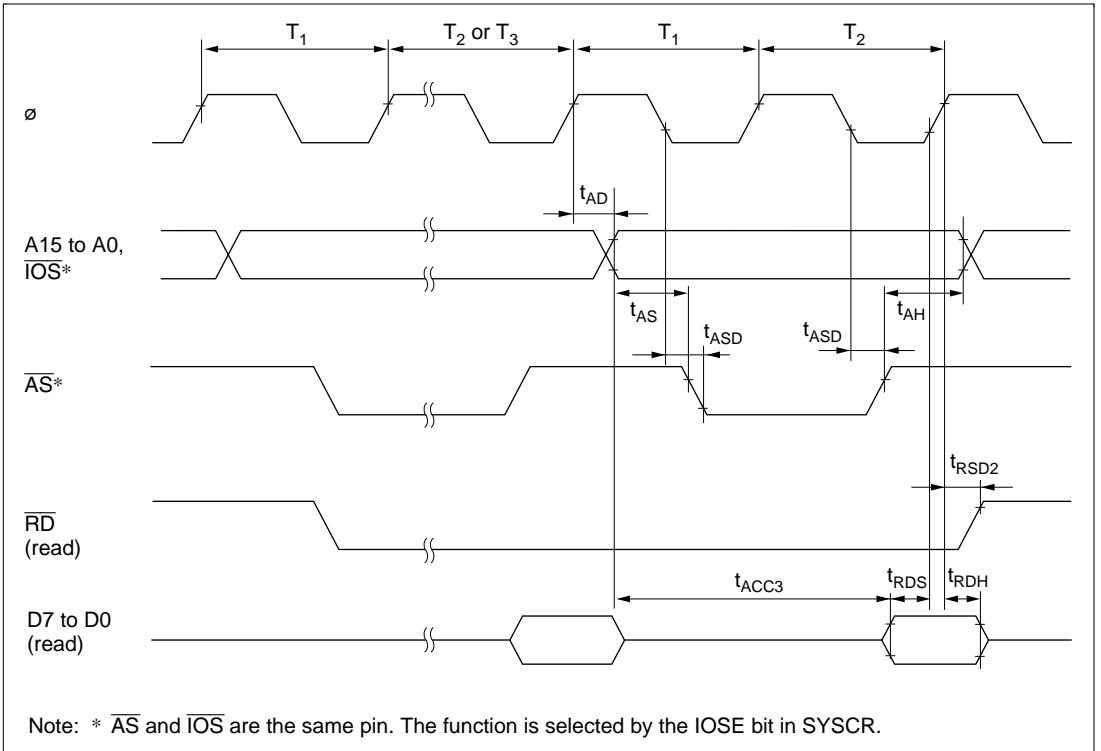 T1
T2 or T3
T1
T2
ø
tAD
A15 to A0,
IOS*
tAS
tASD
tASD
tAH
AS*
tRSD2
RD
(read)
tACC3
tRDS
tRDH
D7 to D0
(read)
Note: * AS and IOS are the same pin. The function is selected by the IOSE bit in SYSCR.